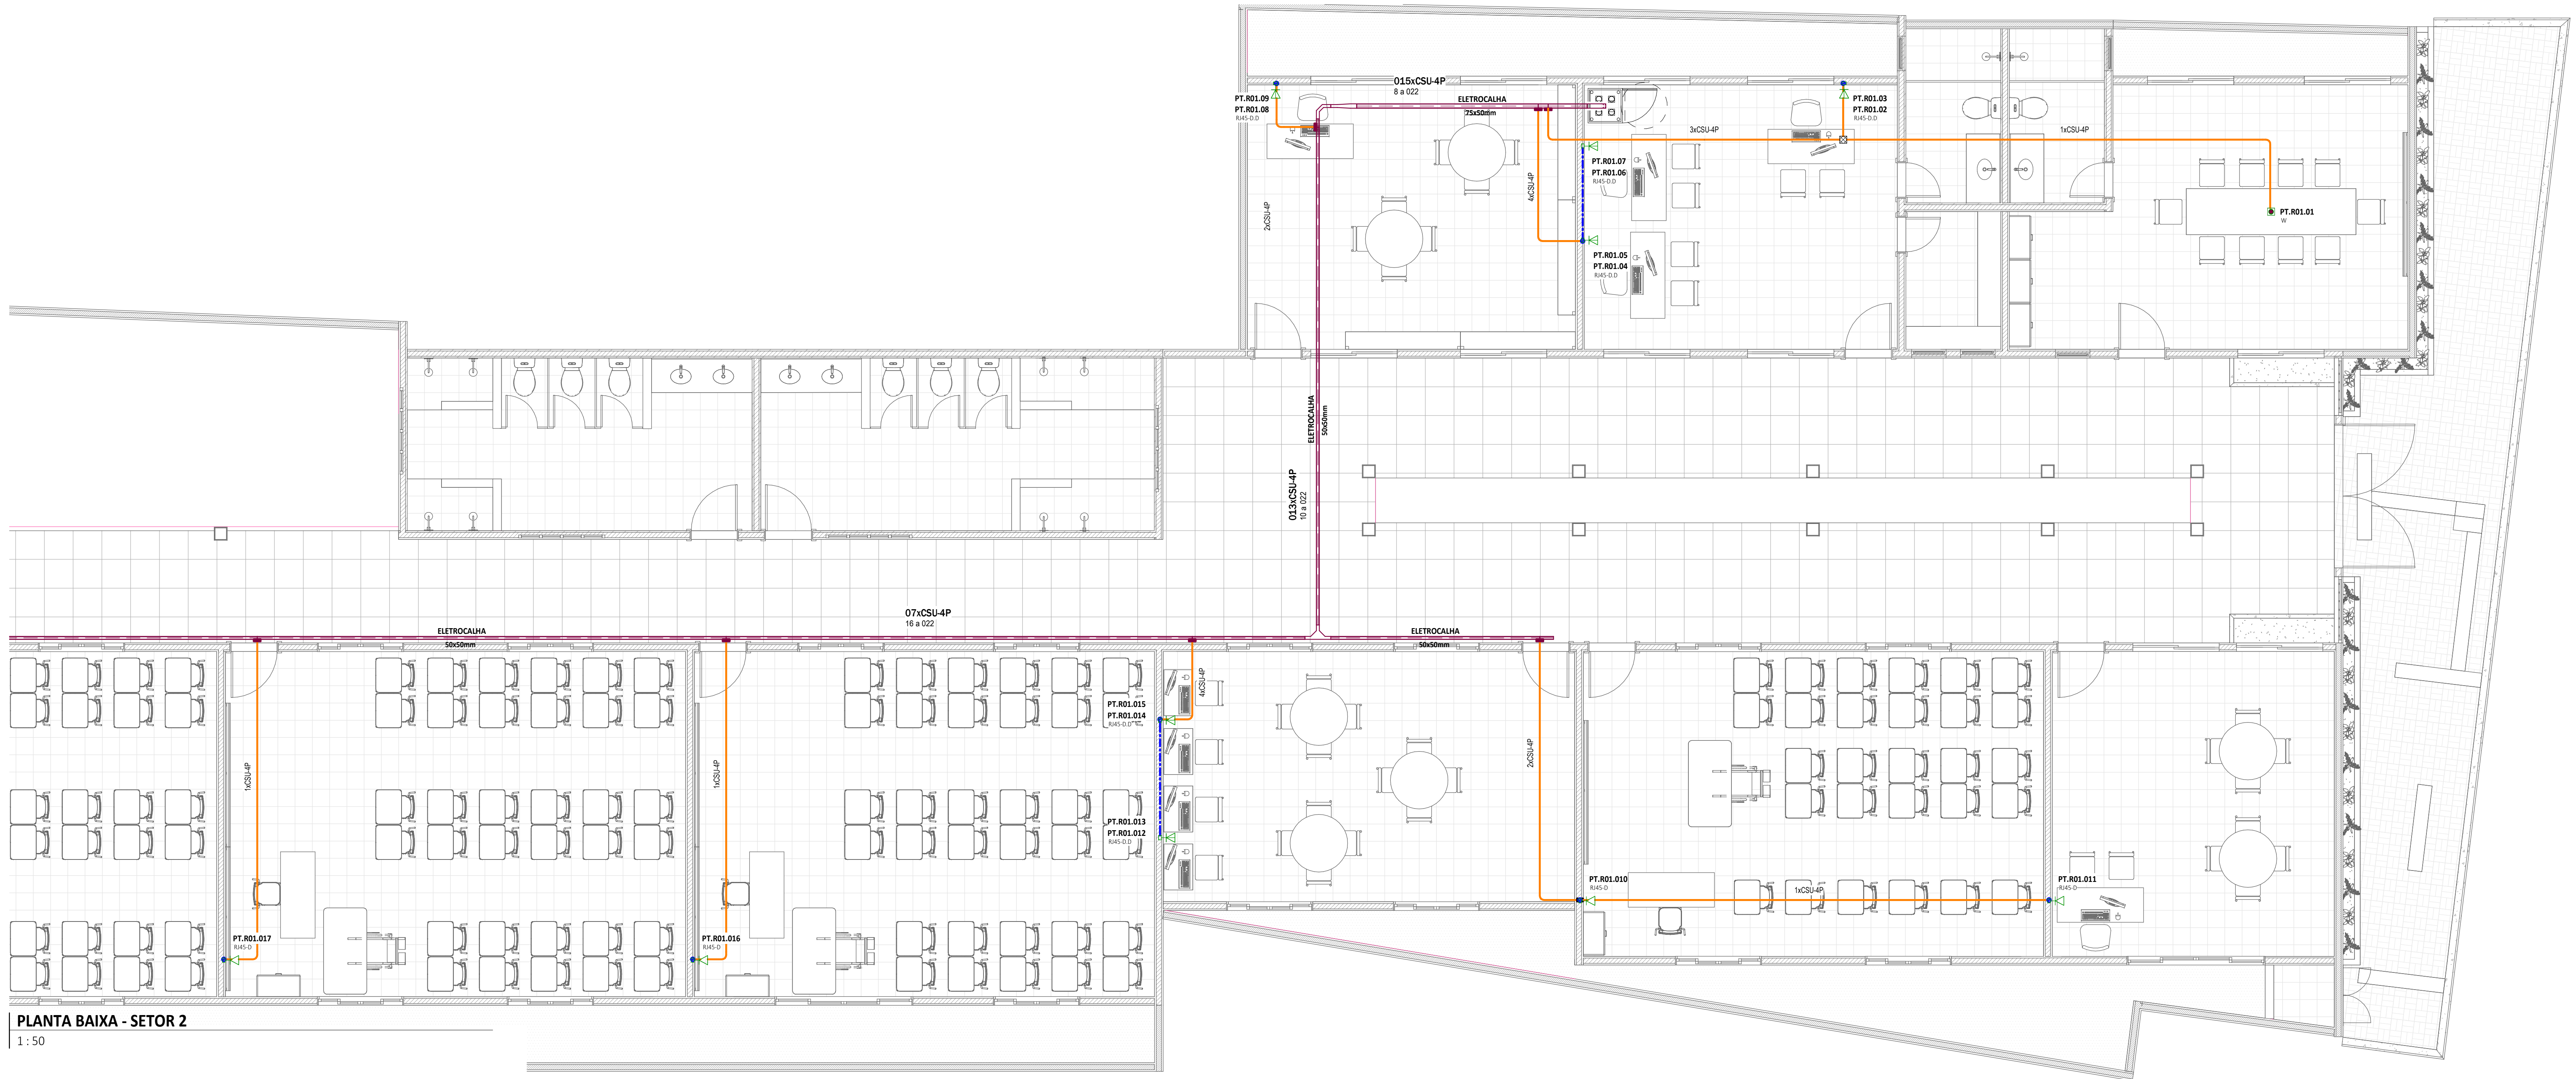 015xCSU-4P
8 a 022
ELETROCALHA
75x50mm
PT.R01.09
PT.R01.08
RJ45-D.D
PT.R01.03
PT.R01.02
RJ45-D.D
3xCSU-4P
1xCSU-4P
PT.R01.07
PT.R01.06
RJ45-D.D
4xCSU-4P
2xCSU-4P
PT.R01.01
W
PT.R01.05
PT.R01.04
RJ45-D.D
ELETROCALHA
50x50mm
013xCSU-4P
10 a 022
07xCSU-4P
16 a 022
ELETROCALHA
50x50mm
ELETROCALHA
50x50mm
4xCSU-4P
PT.R01.015
PT.R01.014
RJ45-D.D
1xCSU-4P
1xCSU-4P
2xCSU-4P
PT.R01.013
PT.R01.012
RJ45-D.D
PT.R01.010
RJ45-D
1xCSU-4P
PT.R01.011
RJ45-D
PT.R01.017
RJ45-D
PT.R01.016
RJ45-D
PLANTA BAIXA - SETOR 2
1 : 50